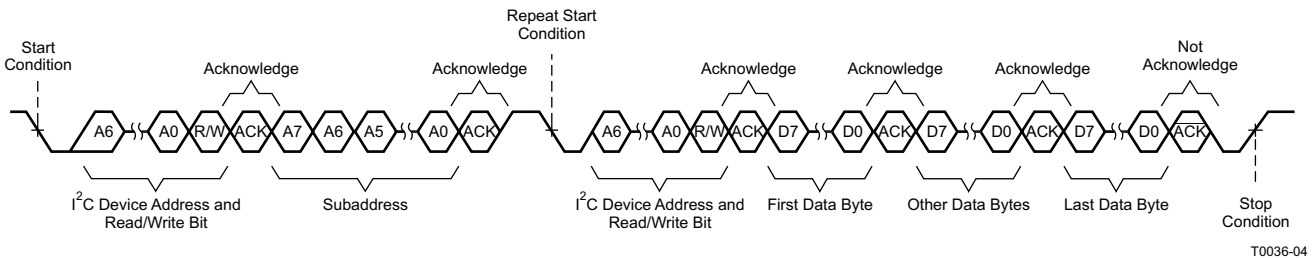 Repeat Start
Condition
Start
Condition
Not
Acknowledge
Acknowledge
Acknowledge
Acknowledge
Acknowledge
Acknowledge
A6 A0 R/W ACK A7 A6 A5 A0 ACK A6 A0 R/W ACK D7 D0 ACK D7 D0 ACK D7 D0 ACK
I²C Device Address and
Read/Write Bit
Subaddress
I²C Device Address and
Read/Write Bit
First Data Byte
Other Data Bytes
Last Data Byte
Stop
Condition
T0036-04